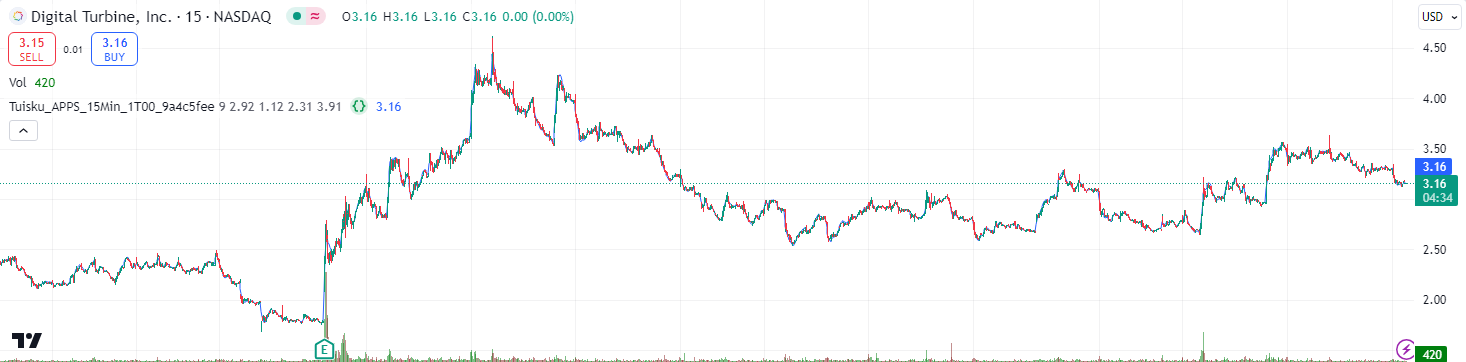 Digital Turbine, Inc. · 15 · NASDAQ ≈ O3.16 H3.16 L3.16 C3.16 0.00 (0.00%) USD
3.15 SELL 0.01 3.16 BUY
Vol 420
Tuisku_APPS_15Min_1T00_9a4c5fee 9 2.92 1.12 2.31 3.91 {} 3.16
4.50
4.00
3.50
3.16
3.16
04:34
2.50
2.00
E
420